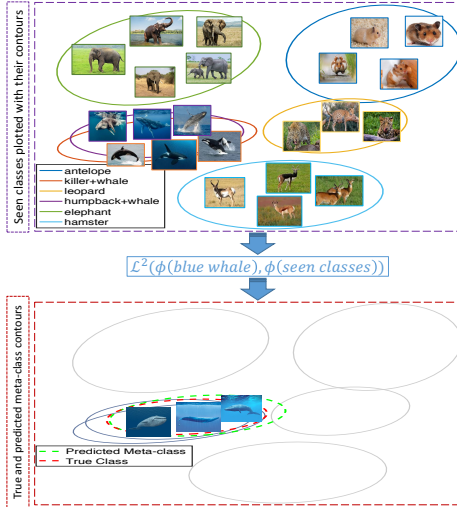 Seen classes plotted with their contours
antelope
killer+whale
leopard
humpback+whale
elephant
hamster
ℒ²(ϕ(blue whale), ϕ(seen classes))
True and predicted meta-class contours
Predicted Meta-class
True Class